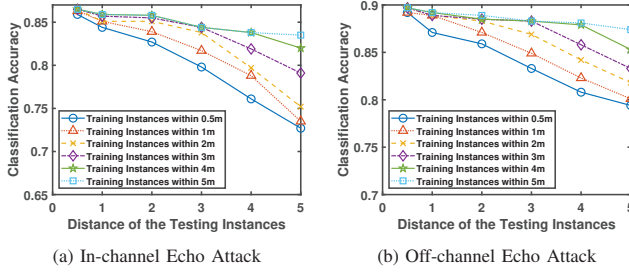 Classification Accuracy
0.85
0.8
0.75
0.7
0.65
Training Instances within 0.5m
Training Instances within 1m
Training Instances within 2m
Training Instances within 3m
Training Instances within 4m
Training Instances within 5m
0 1 2 3 4 5
Distance of the Testing Instances
(a) In-channel Echo Attack
Classification Accuracy
0.9
0.85
0.8
0.75
0.7
Training Instances within 0.5m
Training Instances within 1m
Training Instances within 2m
Training Instances within 3m
Training Instances within 4m
Training Instances within 5m
0 1 2 3 4 5
Distance of the Testing Instances
(b) Off-channel Echo Attack